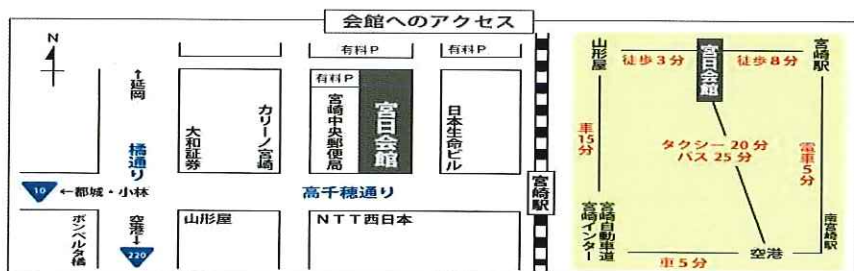 会館へのアクセス
N
↑延岡
橘通り
10
←都城・小林
ボンベルタ橘
空港↓
220
大和証券
カリーノ宮崎
有料P
有料P
有料P
宮崎中央郵便局
宮日会館
日本生命ビル
高千穂通り
山形屋
NTT西日本
宮崎駅
山形屋
徒歩3分
宮日会館
徒歩8分
宮崎駅
車15分
タクシー20分
バス25分
電車5分
宮崎自動車道
宮崎インター
車5分
空港
南宮崎駅